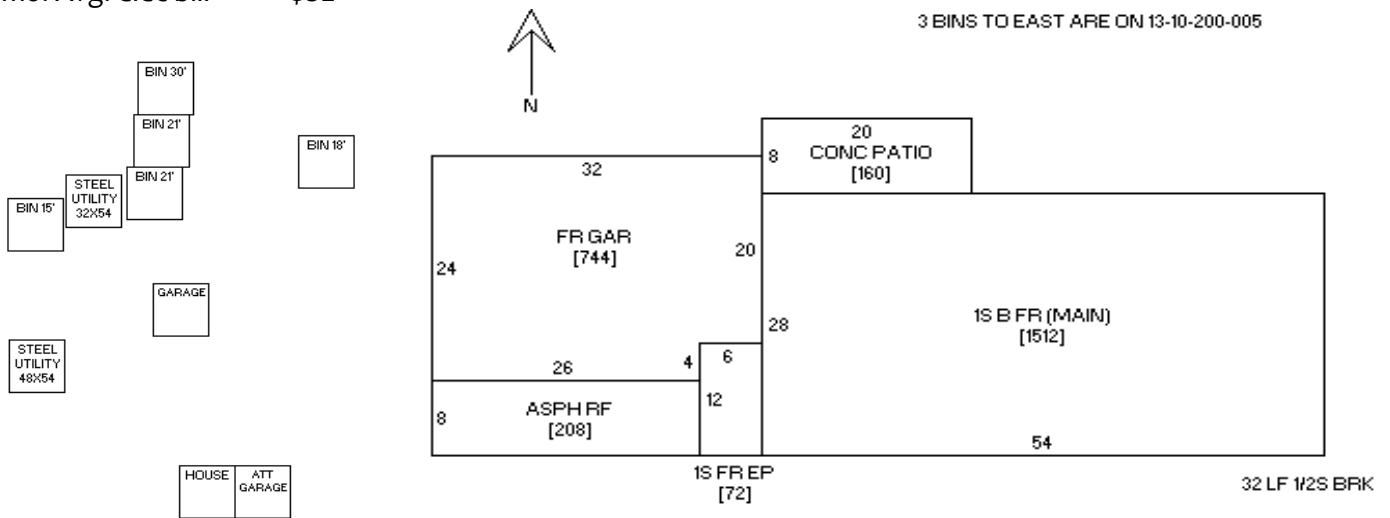 3 BINS TO EAST ARE ON 13-10-200-005
N
BIN 30'
BIN 21'
BIN 18'
BIN 21'
STEEL
UTILITY
32X54
BIN 15'
GARAGE
STEEL
UTILITY
48X54
HOUSE
ATT
GARAGE
20
8
CONC PATIO
[160]
32
FR GAR
[744]
24
20
28
1S B FR (MAIN)
[1512]
26
4
6
8
ASPH RF
[208]
12
54
1S FR EP
[72]
32 LF 1/2S BRK